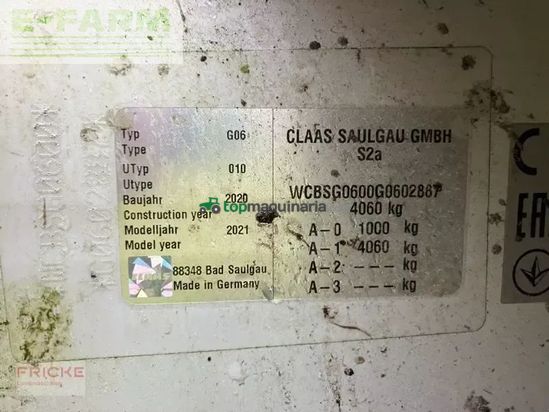 E-FARM
Typ G06
Type
UTyp 010
Utype
Baujahr 2020
Construction year
Modelljahr 2021
Model year
88348 Bad Saulgau
Made in Germany
CLAAS SAULGAU GMBH
S2a
WCBSG0600G0602887
4060 kg
A-0 1000 kg
A-1 4060 kg
A-2 --- kg
A-3 --- kg
topmaquinaria
EAC
FRICKE